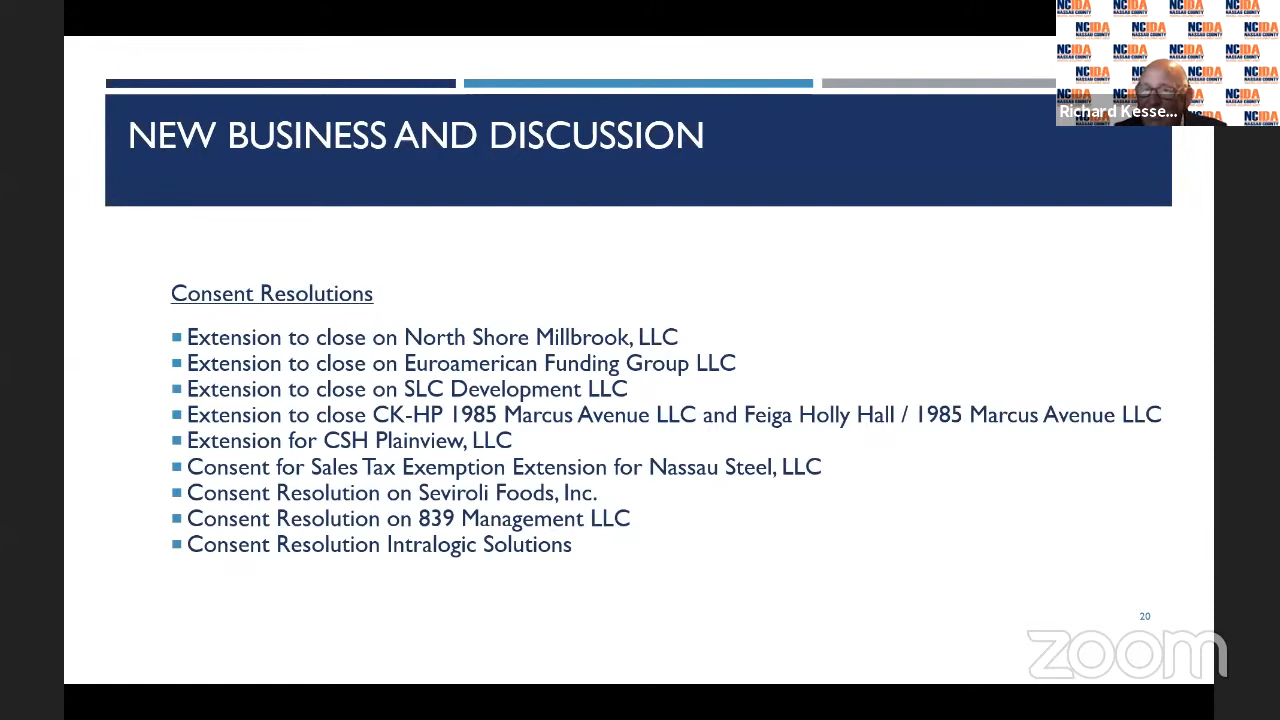 NEW BUSINESS AND DISCUSSION
Consent Resolutions
Extension to close on North Shore Millbrook, LLC
Extension to close on Euroamerican Funding Group LLC
Extension to close on SLC Development LLC
Extension to close CK-HP 1985 Marcus Avenue LLC and Feiga Holly Hall / 1985 Marcus Avenue LLC
Extension for CSH Plainview, LLC
Consent for Sales Tax Exemption Extension for Nassau Steel, LLC
Consent Resolution on Seviroli Foods, Inc.
Consent Resolution on 839 Management LLC
Consent Resolution Intralogic Solutions
20
zoom
NCIDA
NASSAU COUNTY
Richard Kesse...